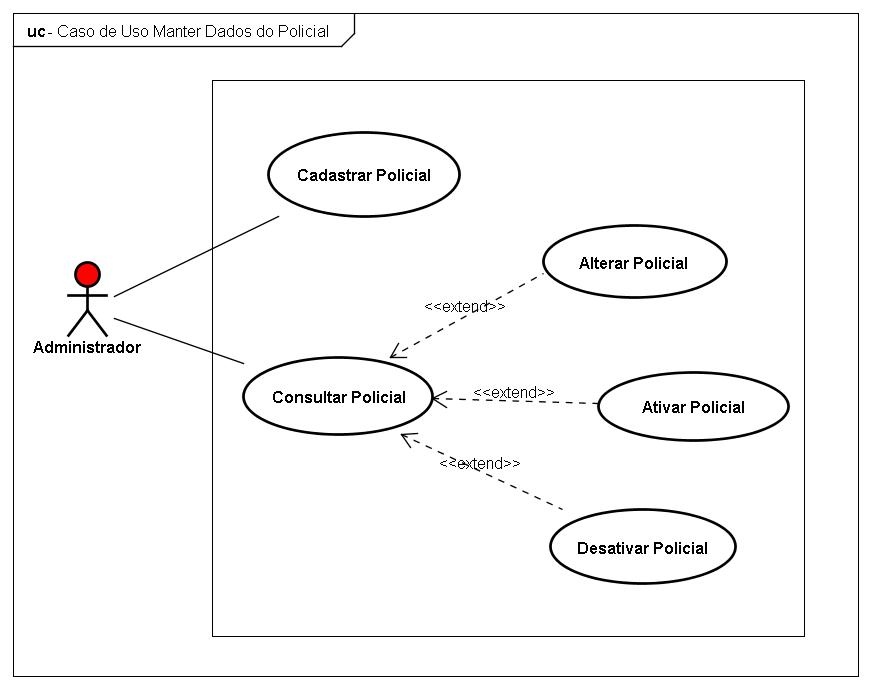 uc - Caso de Uso Manter Dados do Policial
Cadastrar Policial
Alterar Policial
<<extend>>
Administrador
<<extend>>
Consultar Policial
Ativar Policial
<<extend>>
Desativar Policial